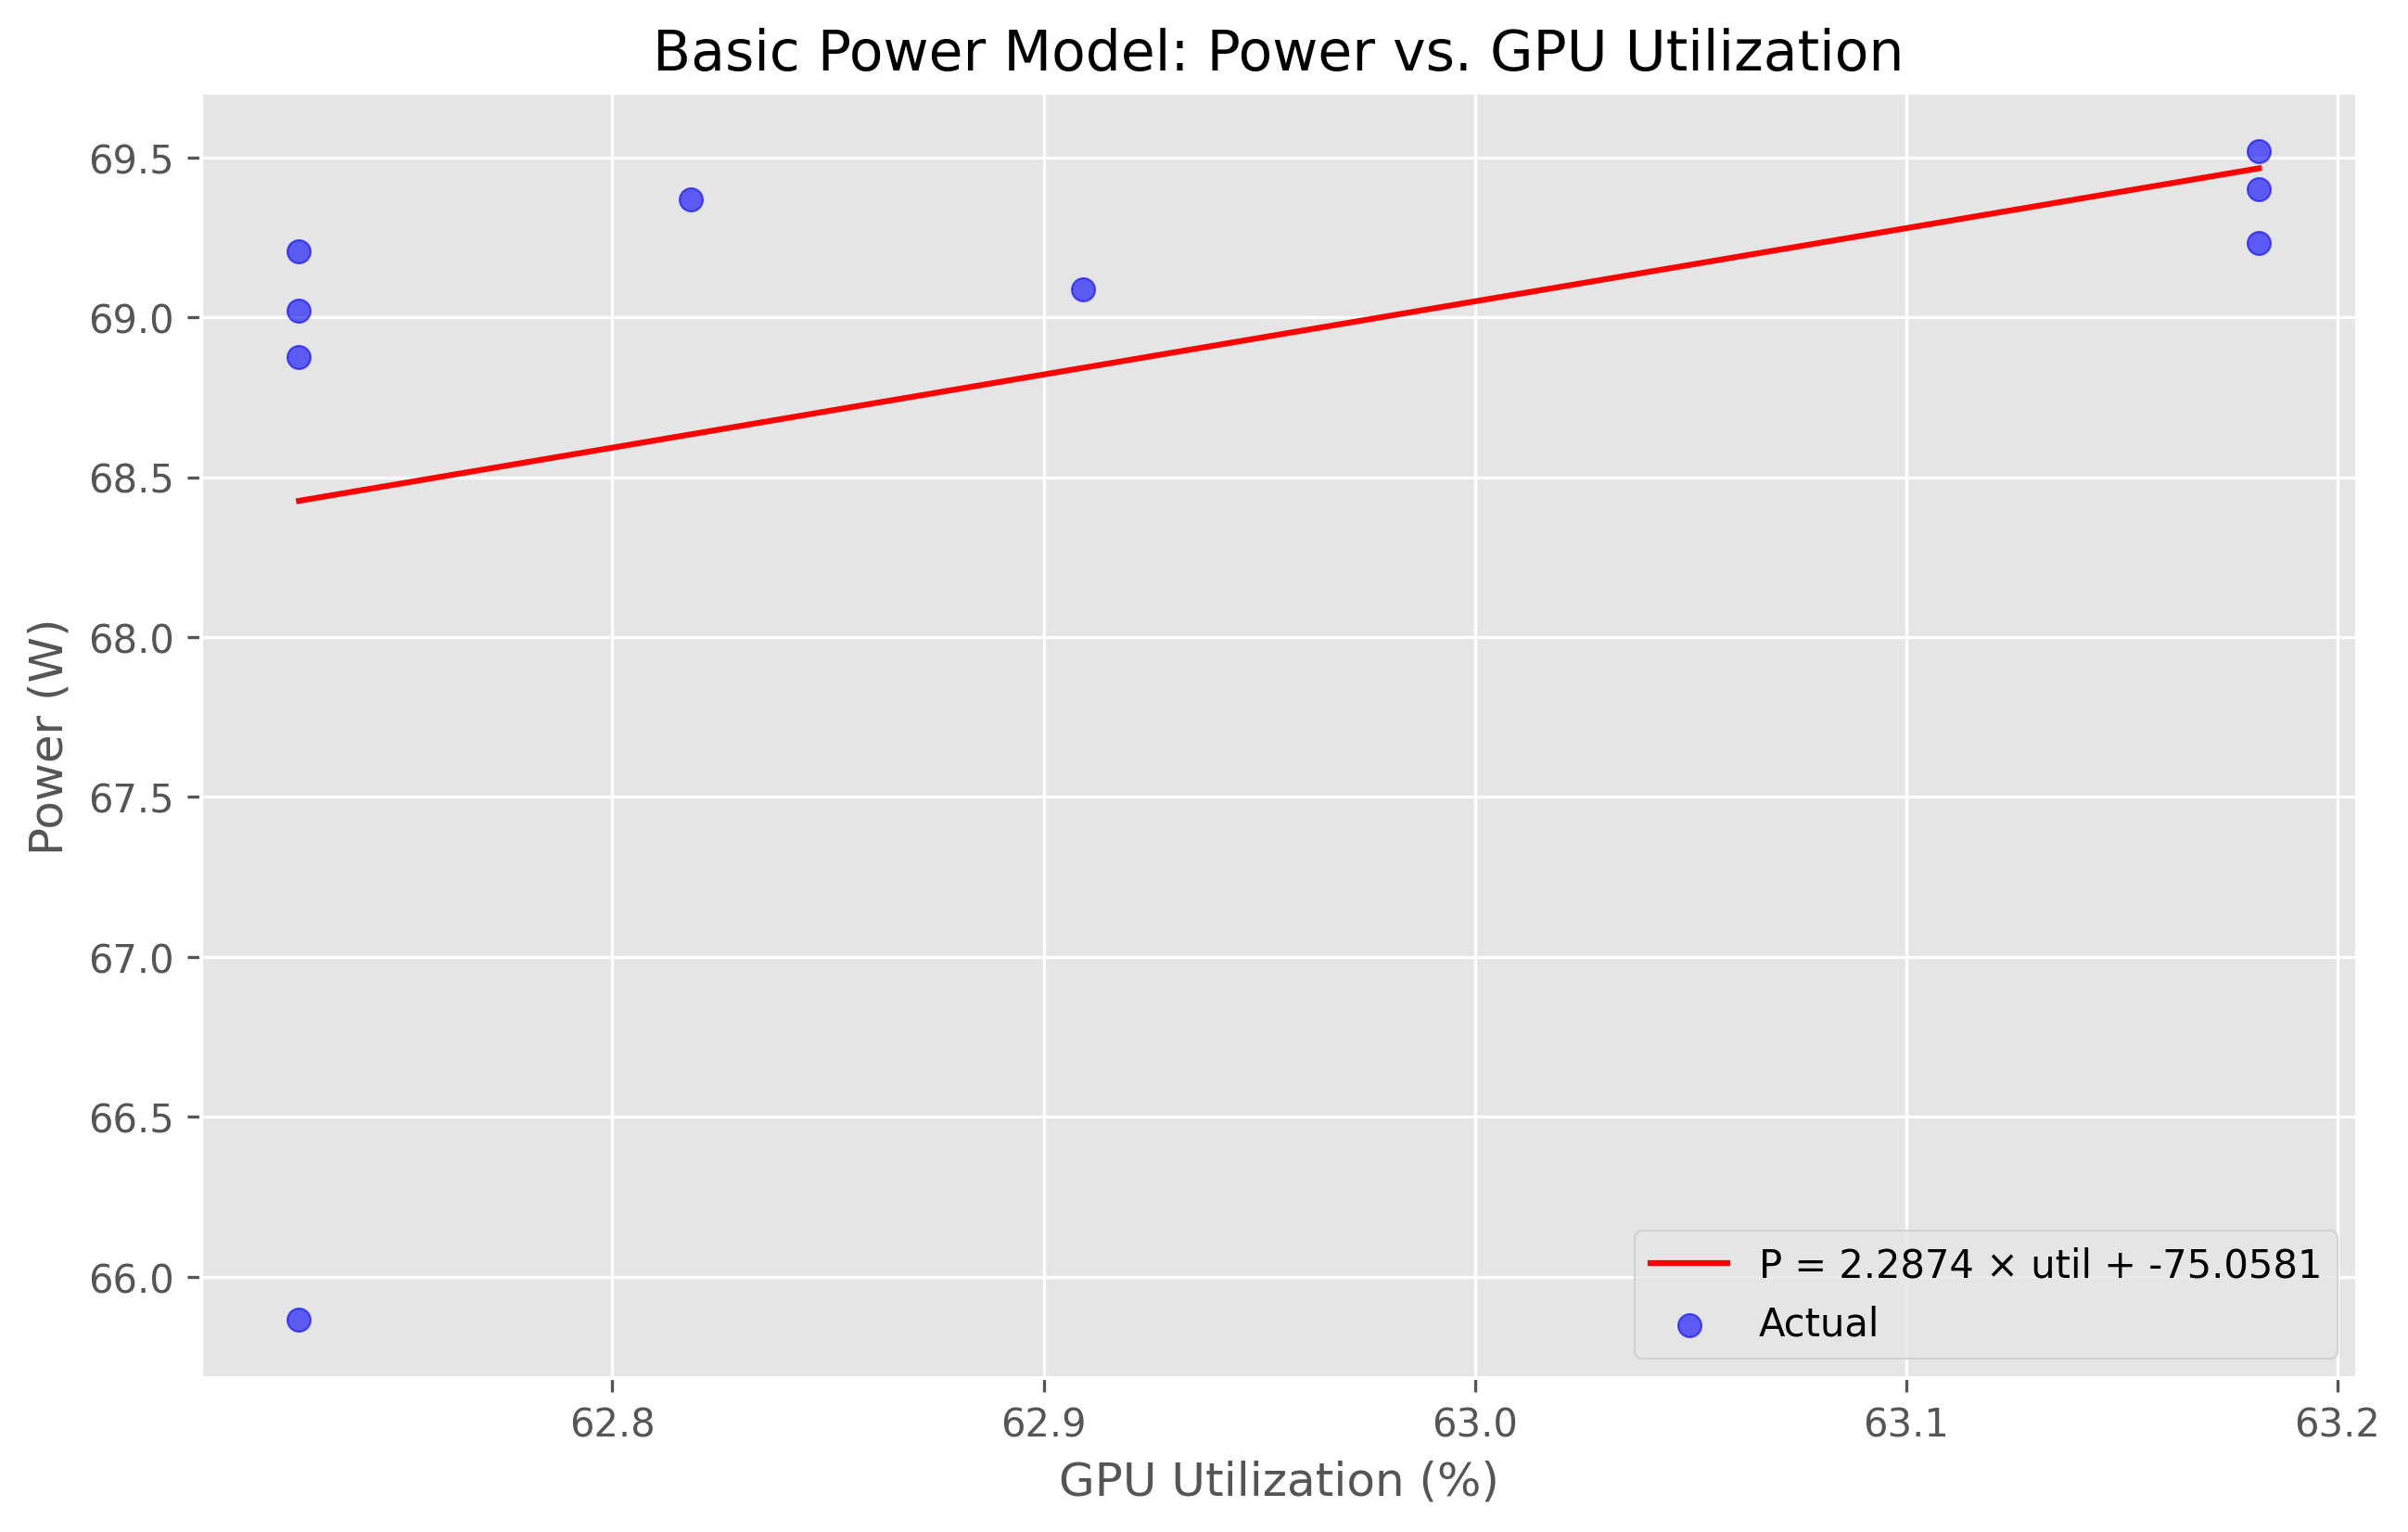 Basic Power Model: Power vs. GPU Utilization
69.5
69.0
68.5
68.0
67.5
67.0
66.5
66.0
Power (W)
P = 2.2874 × util + -75.0581
Actual
62.8 62.9 63.0 63.1 63.2
GPU Utilization (%)